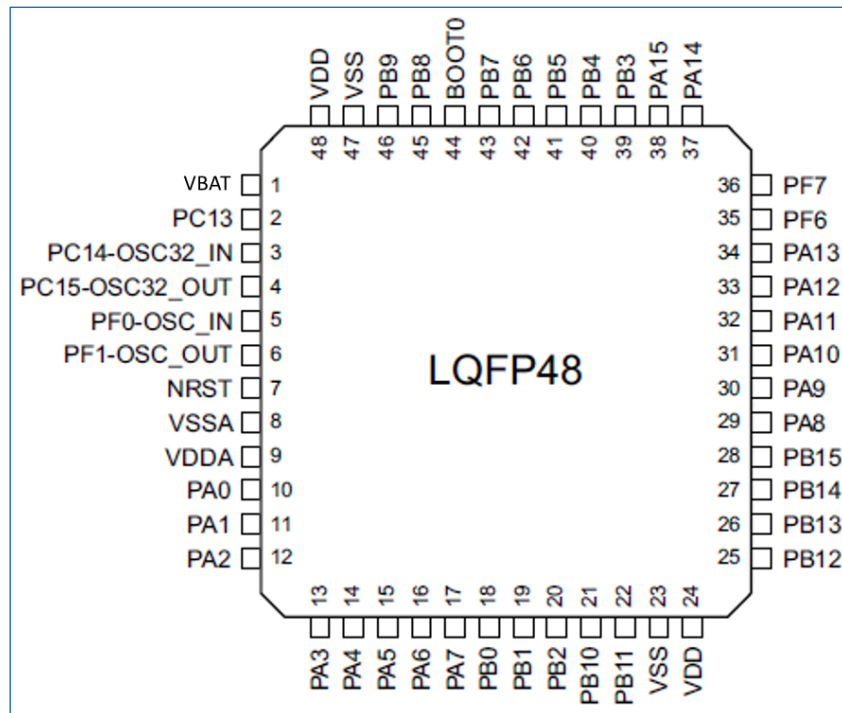 VDD VSS PB9 PB8 BOOT0 PB7 PB6 PB5 PB4 PB3 PA15 PA14
48 47 46 45 44 43 42 41 40 39 38 37
VBAT 1 36 PF7
PC13 2 35 PF6
PC14-OSC32_IN 3 34 PA13
PC15-OSC32_OUT 4 33 PA12
PF0-OSC_IN 5 32 PA11
PF1-OSC_OUT 6 31 PA10
LQFP48
NRST 7 30 PA9
VSSA 8 29 PA8
VDDA 9 28 PB15
PA0 10 27 PB14
PA1 11 26 PB13
PA2 12 25 PB12
13 14 15 16 17 18 19 20 21 22 23 24
PA3 PA4 PA5 PA6 PA7 PB0 PB1 PB2 PB10 PB11 VSS VDD